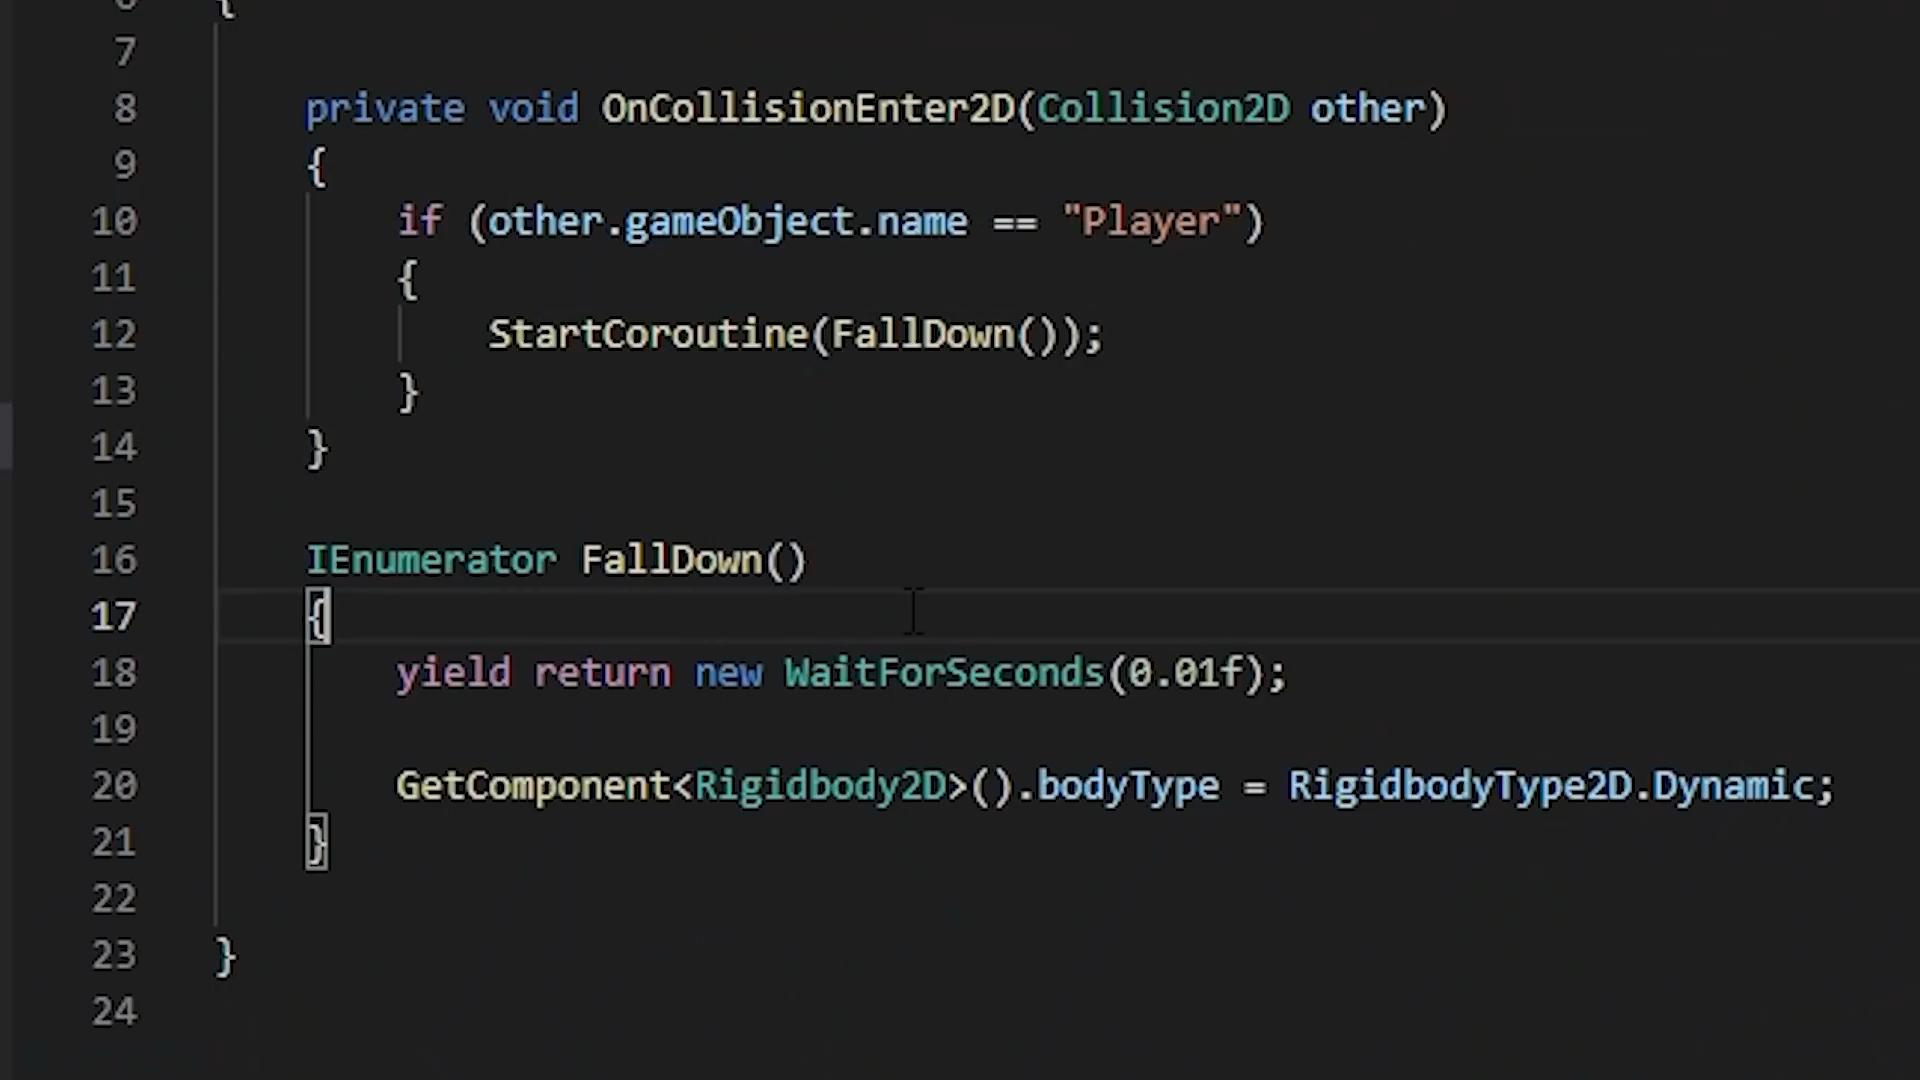 {
7
8 private void OnCollisionEnter2D(Collision2D other)
9 {
10 if (other.gameObject.name == "Player")
11 {
12 StartCoroutine(FallDown());
13 }
14 }
15
16 IEnumerator FallDown()
17 {
18 yield return new WaitForSeconds(0.01f);
19
20 GetComponent<Rigidbody2D>().bodyType = RigidbodyType2D.Dynamic;
21 }
22
23 }
24